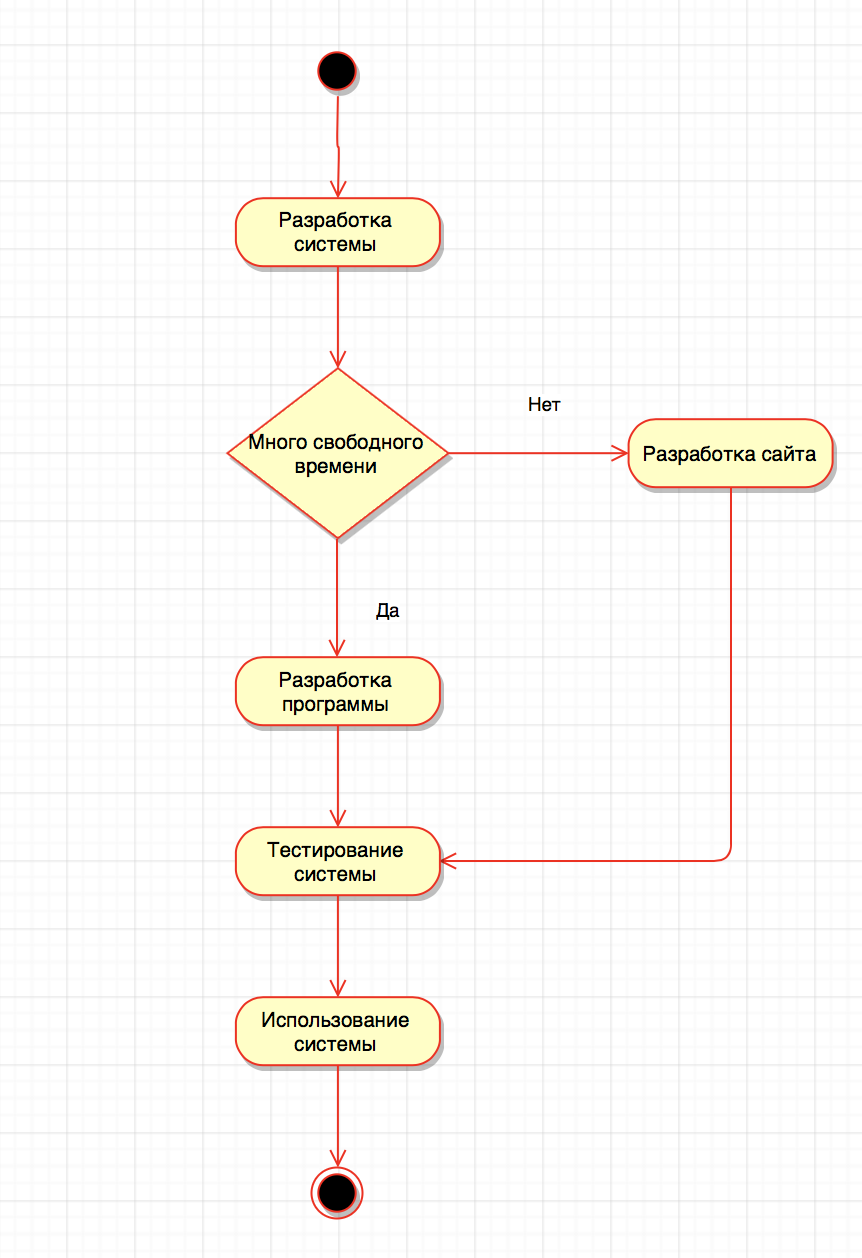 Разработка
системы
Много свободного
времени
Нет
Разработка сайта
Да
Разработка
программы
Тестирование
системы
Использование
системы